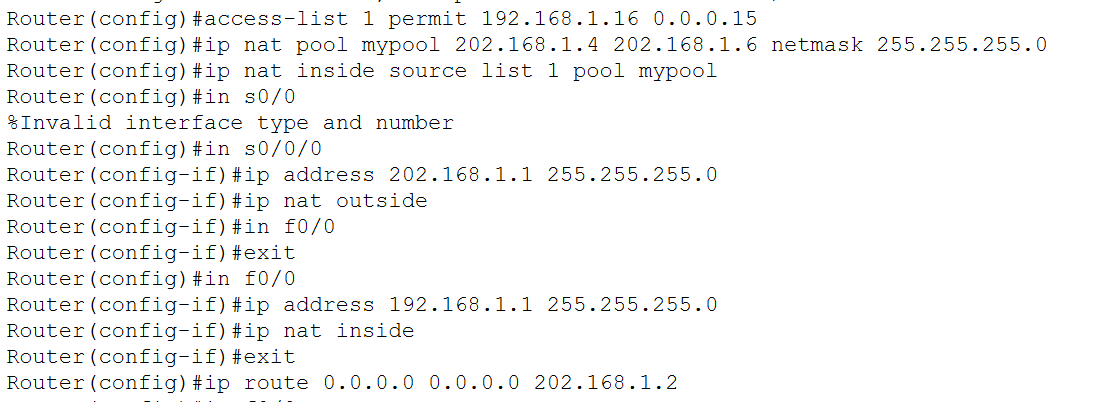 Router(config)#access-list 1 permit 192.168.1.16 0.0.0.15
Router(config)#ip nat pool mypool 202.168.1.4 202.168.1.6 netmask 255.255.255.0
Router(config)#ip nat inside source list 1 pool mypool
Router(config)#in s0/0
%Invalid interface type and number
Router(config)#in s0/0/0
Router(config-if)#ip address 202.168.1.1 255.255.255.0
Router(config-if)#ip nat outside
Router(config-if)#in f0/0
Router(config-if)#exit
Router(config)#in f0/0
Router(config-if)#ip address 192.168.1.1 255.255.255.0
Router(config-if)#ip nat inside
Router(config-if)#exit
Router(config)#ip route 0.0.0.0 0.0.0.0 202.168.1.2